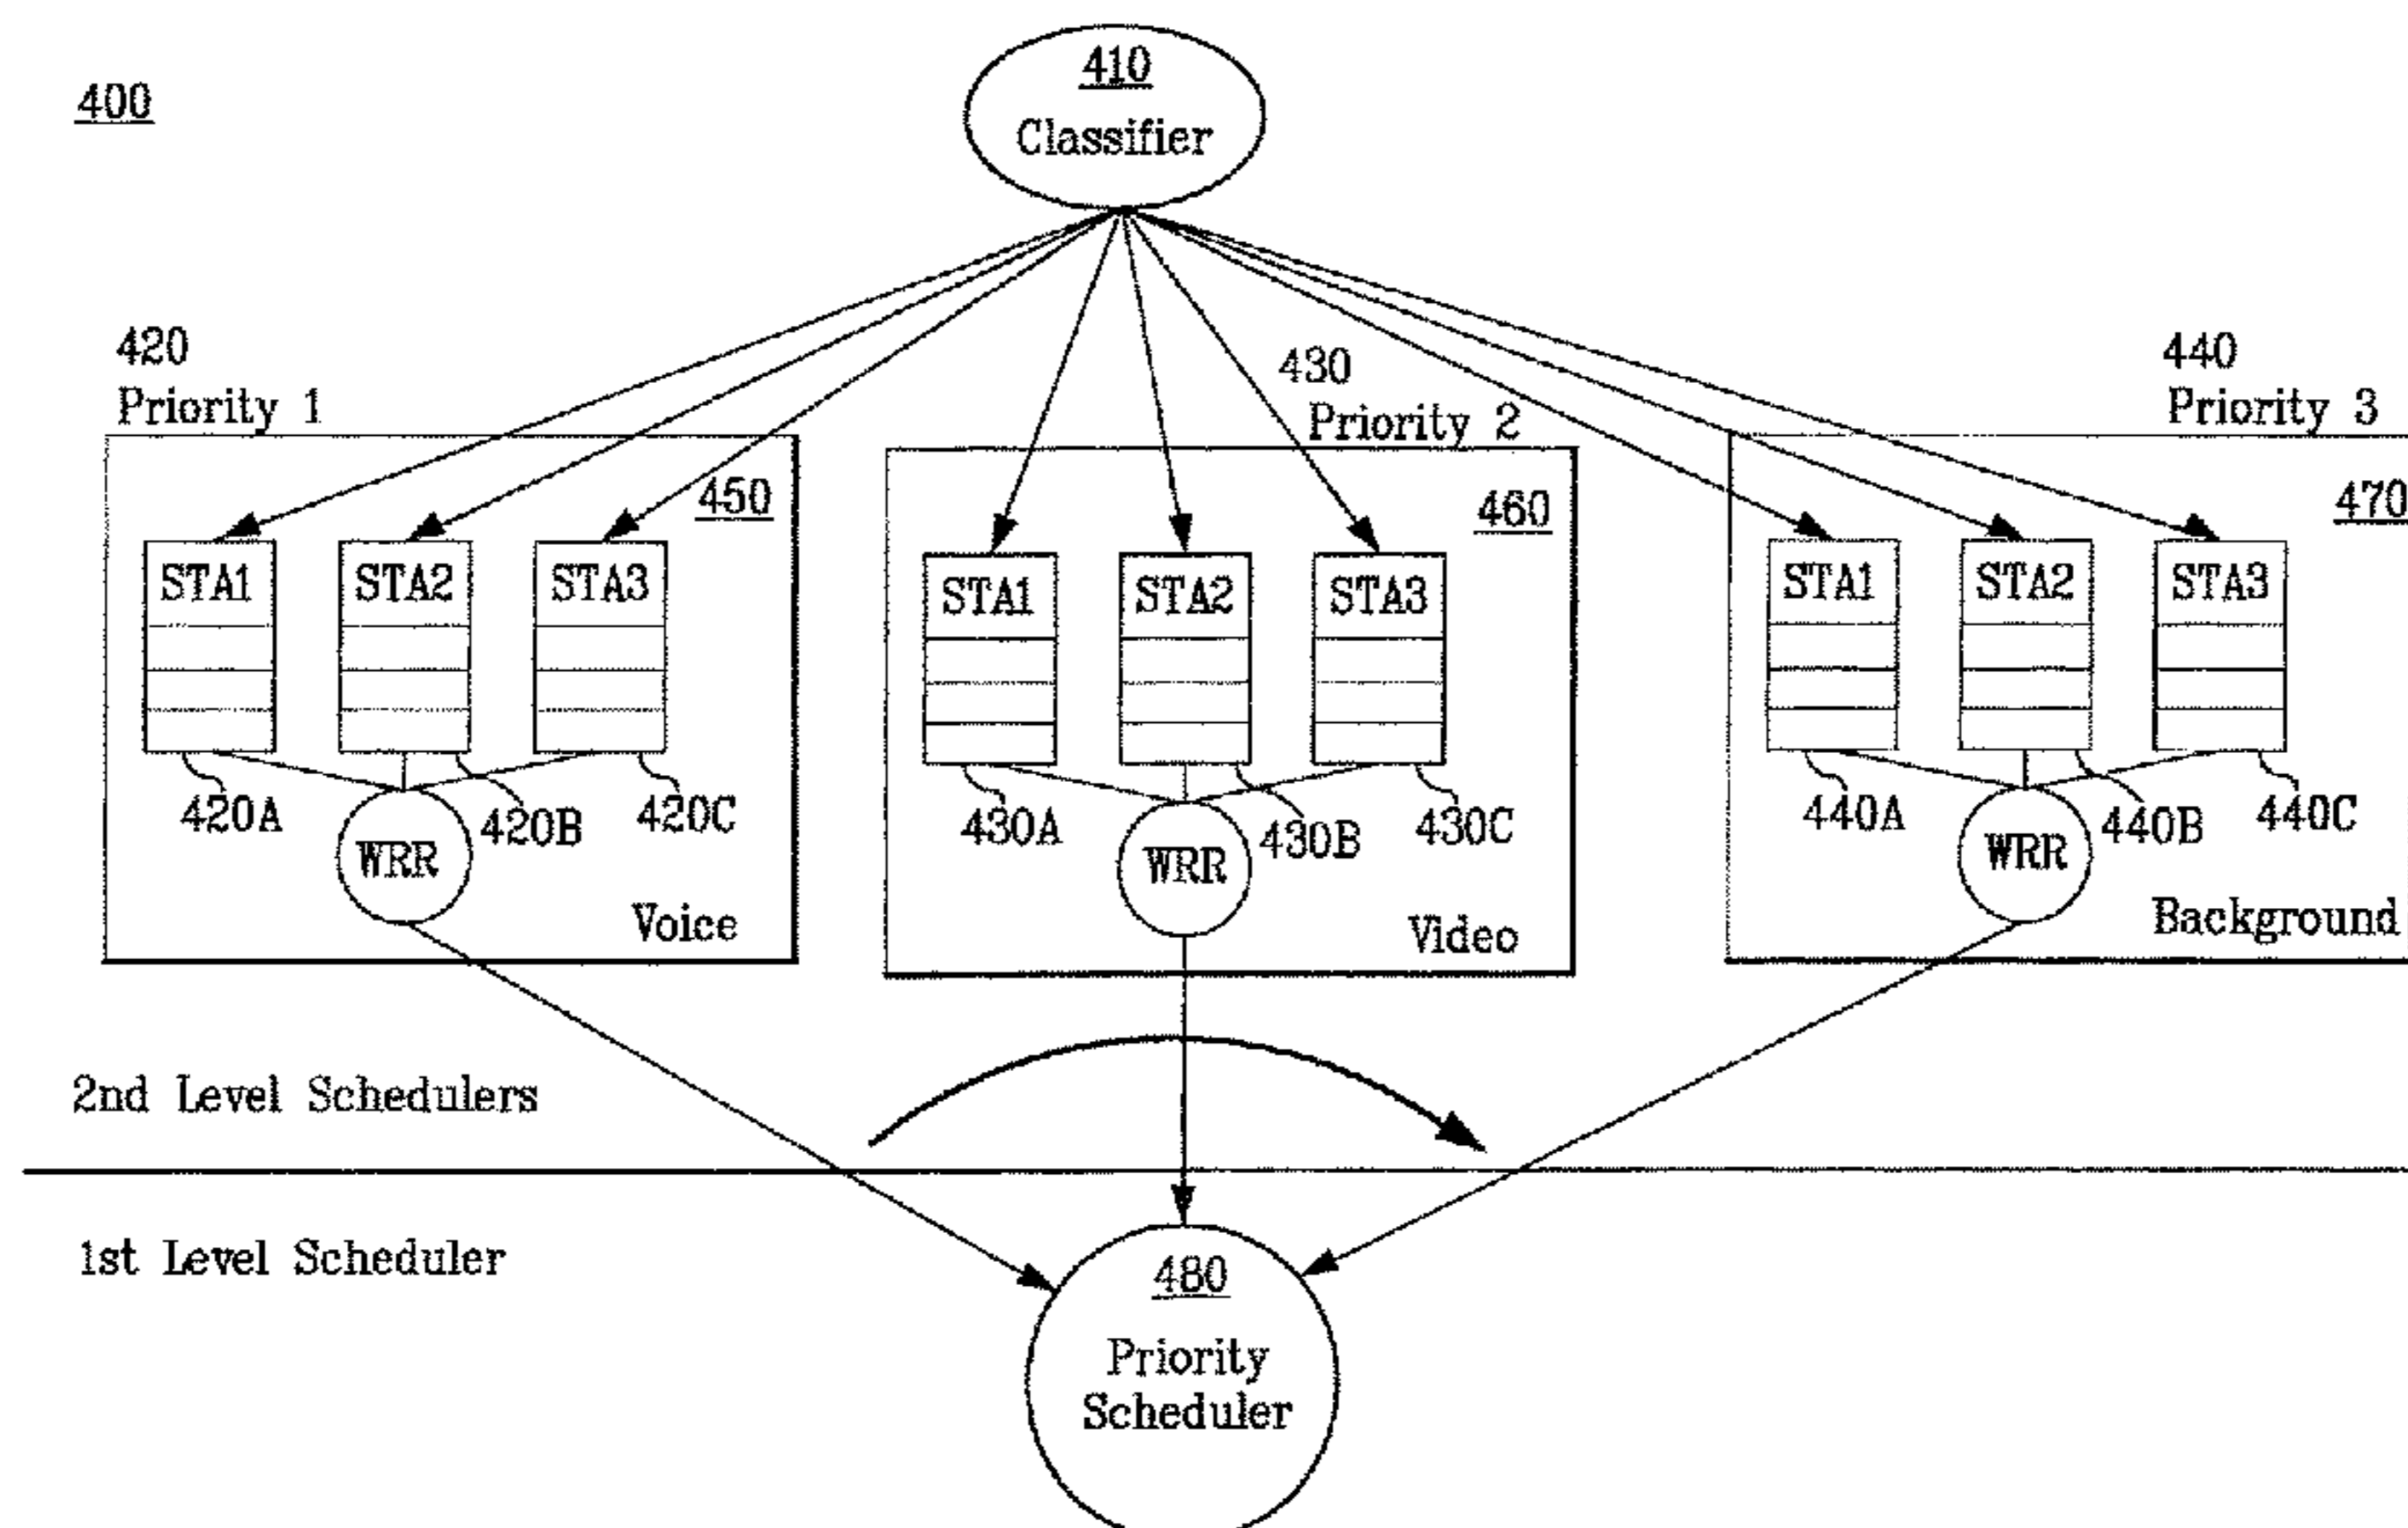 400
410
Classifier
420
Priority 1
430
Priority 2
440
Priority 3
450
460
470
STA1 STA2 STA3
STA1 STA2 STA3
STA1 STA2 STA3
420A 420B 420C
430A 430B 430C
440A 440B 440C
WRR
WRR
WRR
Voice
Video
Background
2nd Level Schedulers
1st Level Scheduler
480
Priority
Scheduler